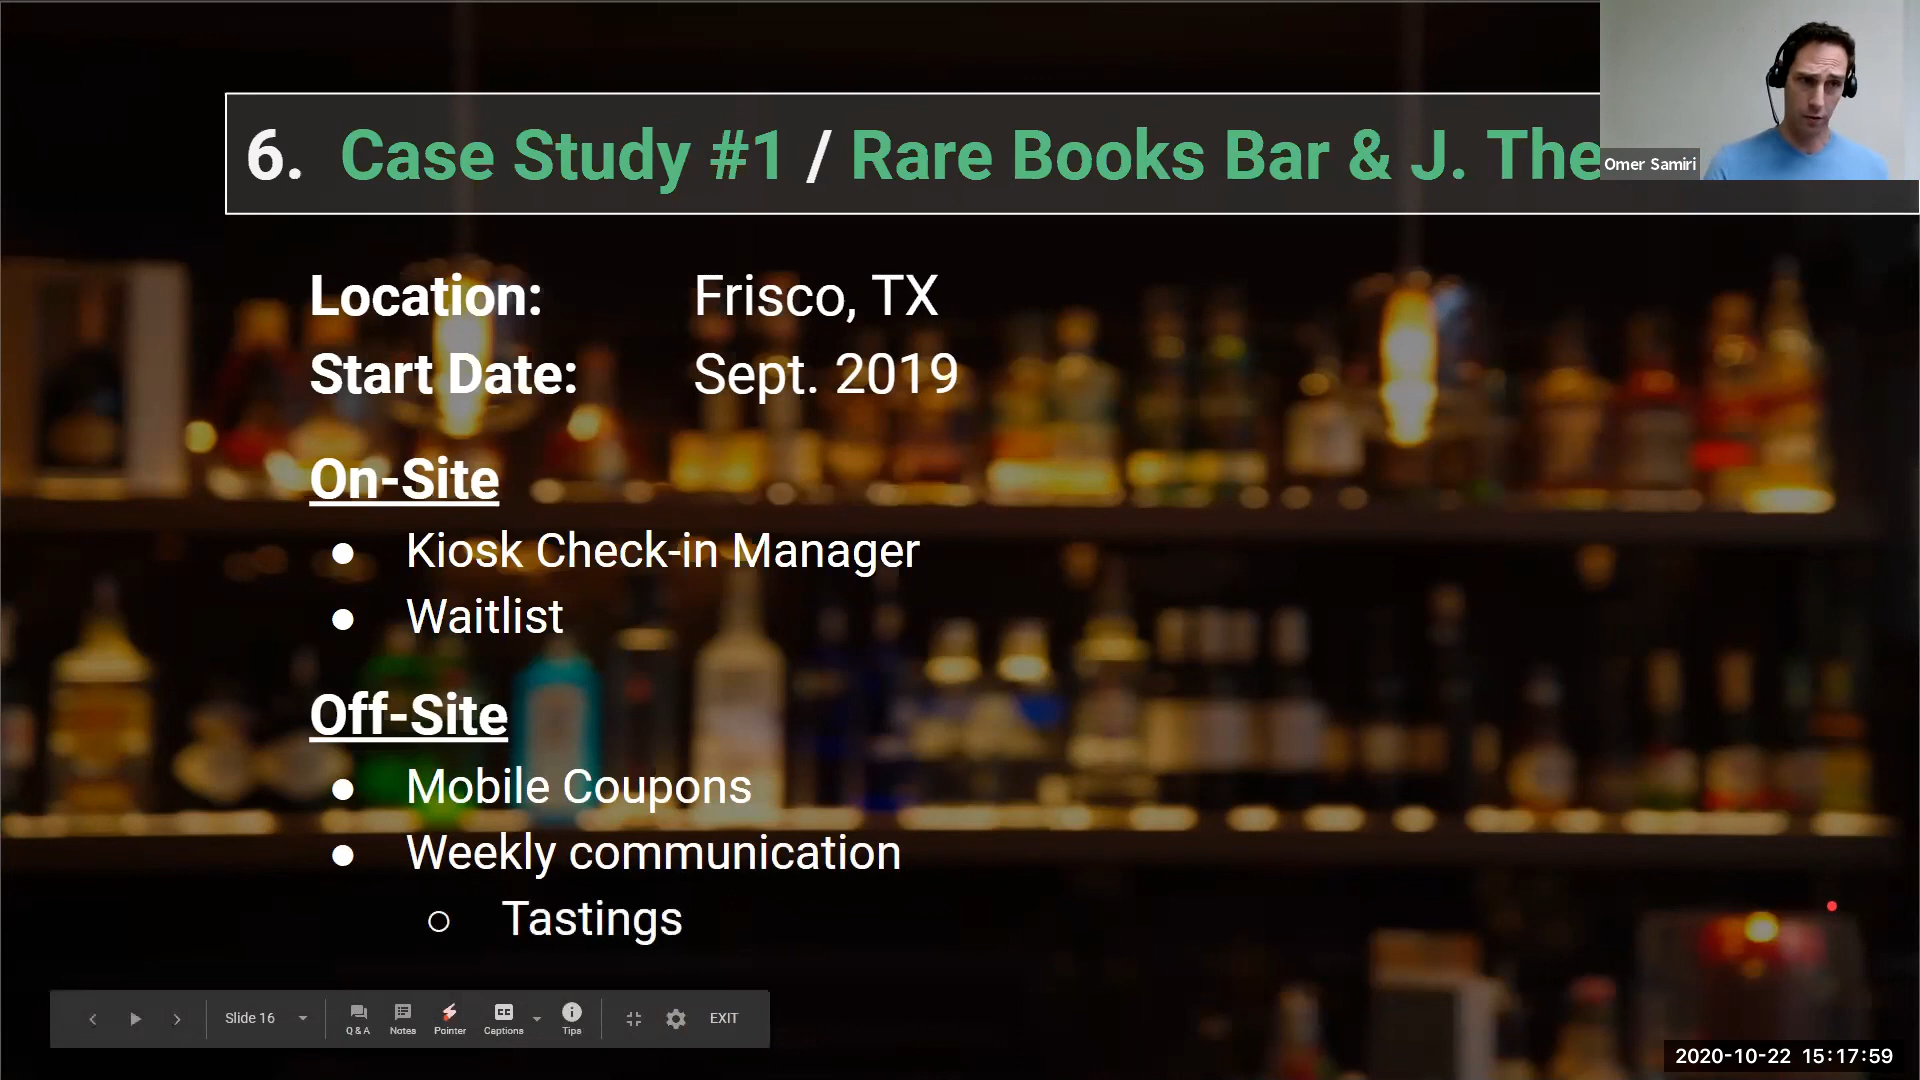 6. Case Study #1 / Rare Books Bar & J. The
Omer Samiri
Location: Frisco, TX
Start Date: Sept. 2019
On-Site
● Kiosk Check-in Manager
● Waitlist
Off-Site
● Mobile Coupons
● Weekly communication
○ Tastings
Slide 16
Q & A
Notes
Pointer
CC
Captions
Tips
EXIT
2020-10-22 15:17:59